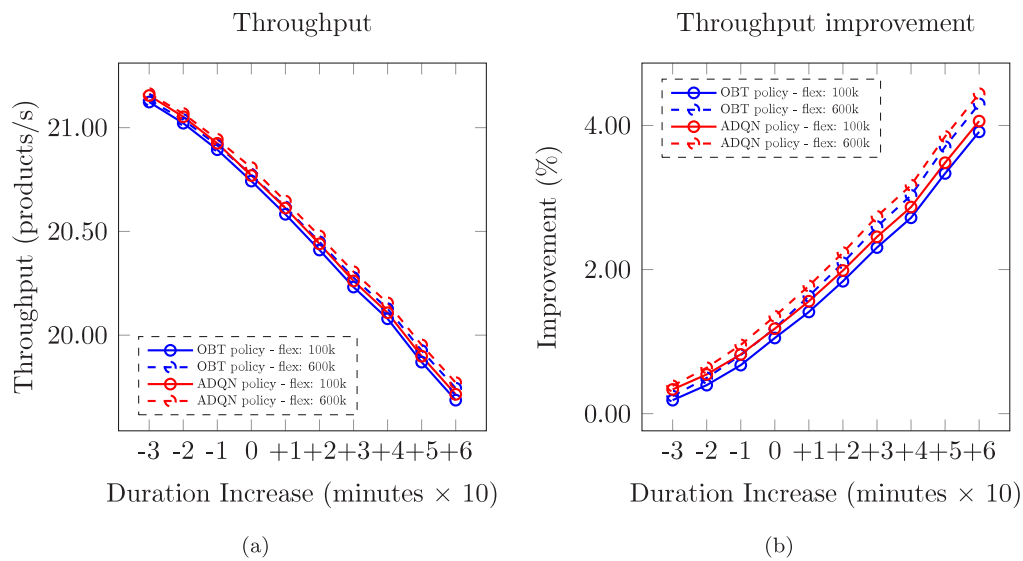 Throughput
Throughput (products/s)
21.00
20.50
20.00
OBT policy - flex: 100k
OBT policy - flex: 600k
ADQN policy - flex: 100k
ADQN policy - flex: 600k
-3 -2 -1 0 +1 +2 +3 +4 +5 +6
Duration Increase (minutes × 10)
(a)
Throughput improvement
Improvement (%)
4.00
2.00
0.00
OBT policy - flex: 100k
OBT policy - flex: 600k
ADQN policy - flex: 100k
ADQN policy - flex: 600k
-3 -2 -1 0 +1 +2 +3 +4 +5 +6
Duration Increase (minutes × 10)
(b)